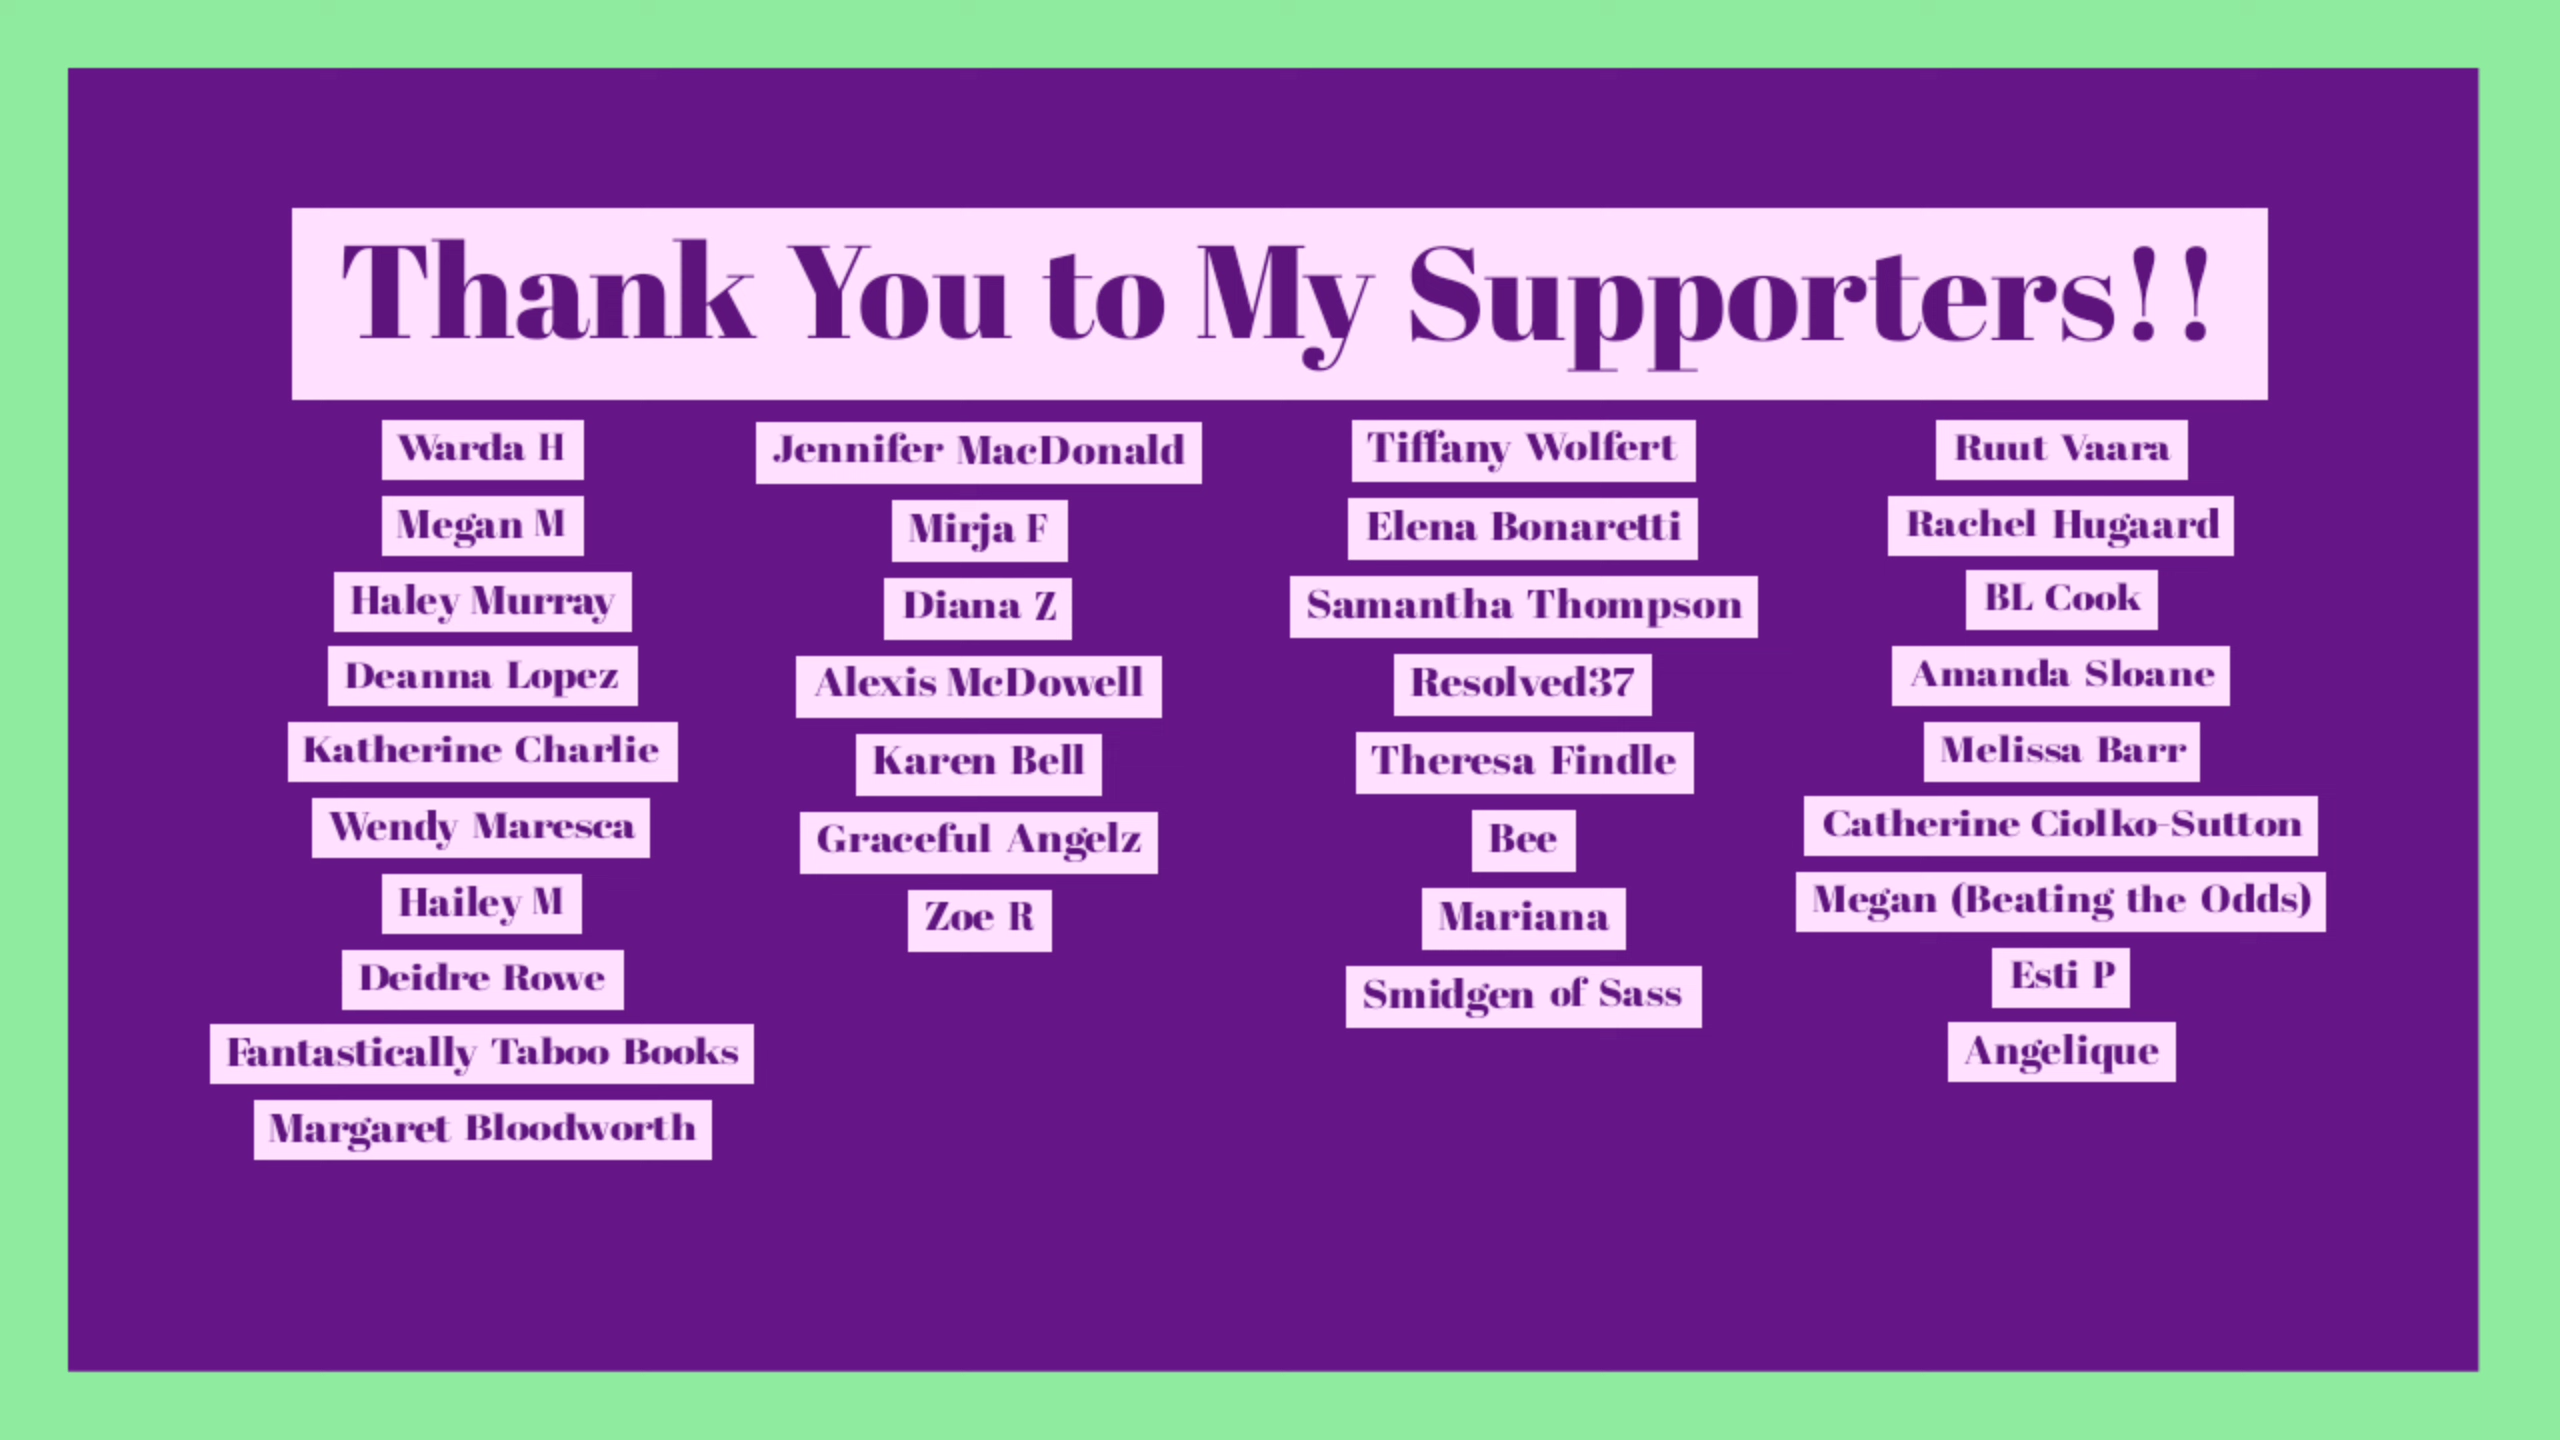 Thank You to My Supporters!!
Warda H
Megan M
Haley Murray
Deanna Lopez
Katherine Charlie
Wendy Maresca
Hailey M
Deidre Rowe
Fantastically Taboo Books
Margaret Bloodworth
Jennifer MacDonald
Mirja F
Diana Z
Alexis McDowell
Karen Bell
Graceful Angelz
Zoe R
Tiffany Wolfert
Elena Bonaretti
Samantha Thompson
Resolved37
Theresa Findle
Bee
Mariana
Smidgen of Sass
Ruut Vaara
Rachel Hugaard
BL Cook
Amanda Sloane
Melissa Barr
Catherine Ciolko-Sutton
Megan (Beating the Odds)
Esti P
Angelique